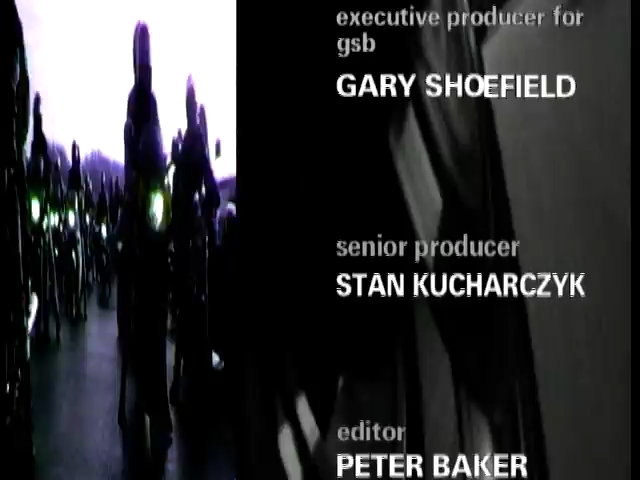 executive producer for
gsb
GARY SHOEFIELD
senior producer
STAN KUCHARCZYK
editor
PETER BAKER